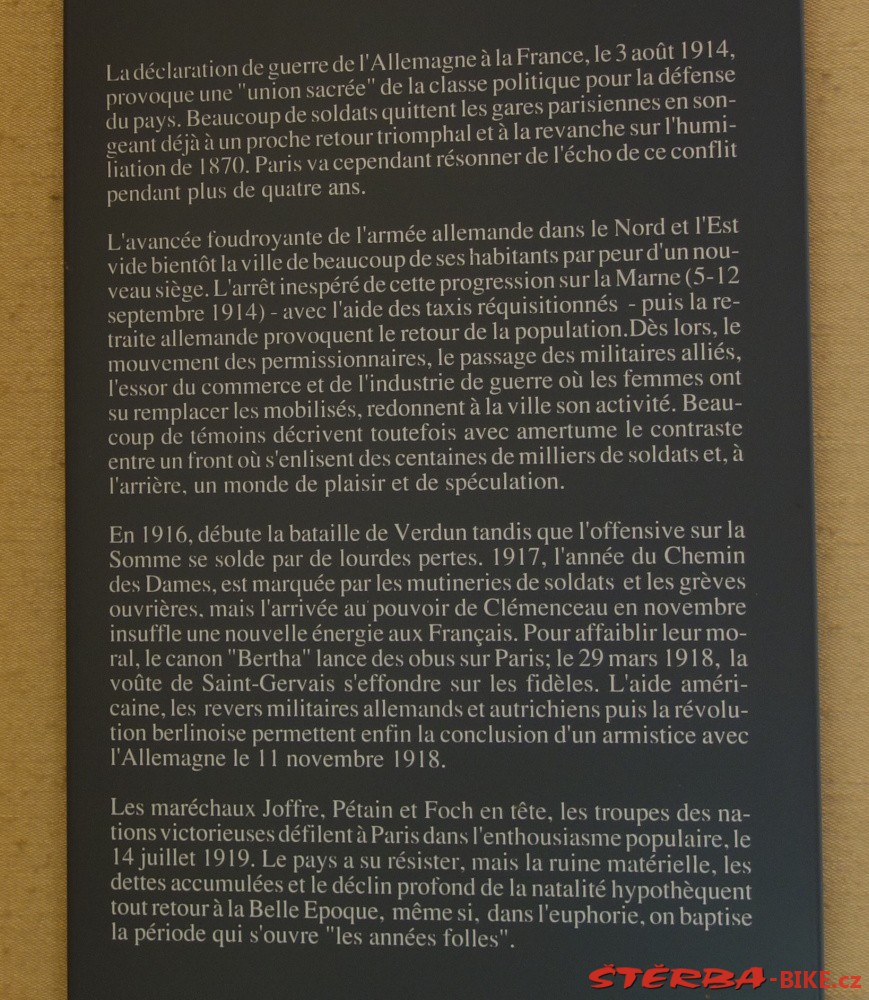 La déclaration de guerre de l'Allemagne à la France, le 3 août 1914,
provoque une "union sacrée" de la classe politique pour la défense
du pays. Beaucoup de soldats quittent les gares parisiennes en son-
geant déjà à un proche retour triomphal et à la revanche sur l'humi-
liation de 1870. Paris va cependant résonner de l'écho de ce conflit
pendant plus de quatre ans.

L'avancée foudroyante de l'armée allemande dans le Nord et l'Est
vide bientôt la ville de beaucoup de ses habitants par peur d'un nou-
veau siège. L'arrêt inespéré de cette progression sur la Marne (5-12
septembre 1914) - avec l'aide des taxis réquisitionnés - puis la re-
traite allemande provoquent le retour de la population.Dès lors, le
mouvement des permissionnaires, le passage des militaires alliés,
l'essor du commerce et de l'industrie de guerre où les femmes ont
su remplacer les mobilisés, redonnent à la ville son activité. Beau-
coup de témoins décrivent toutefois avec amertume le contraste
entre un front où s'enlisent des centaines de milliers de soldats et, à
l'arrière, un monde de plaisir et de spéculation.

En 1916, débute la bataille de Verdun tandis que l'offensive sur la
Somme se solde par de lourdes pertes. 1917, l'année du Chemin
des Dames, est marquée par les mutineries de soldats et les grèves
ouvrières, mais l'arrivée au pouvoir de Clémenceau en novembre
insuffle une nouvelle énergie aux Français. Pour affaiblir leur mo-
ral, le canon "Bertha" lance des obus sur Paris; le 29 mars 1918, la
voûte de Saint-Gervais s'effondre sur les fidèles. L'aide améri-
caine, les revers militaires allemands et autrichiens puis la révolu-
tion berlinoise permettent enfin la conclusion d'un armistice avec
l'Allemagne le 11 novembre 1918.

Les maréchaux Joffre, Pétain et Foch en tête, les troupes des na-
tions victorieuses défilent à Paris dans l'enthousiasme populaire, le
14 juillet 1919. Le pays a su résister, mais la ruine matérielle, les
dettes accumulées et le déclin profond de la natalité hypothèquent
tout retour à la Belle Epoque, même si, dans l'euphorie, on baptise
la période qui s'ouvre "les années folles".

ŠTĚRBA-BIKE.cz